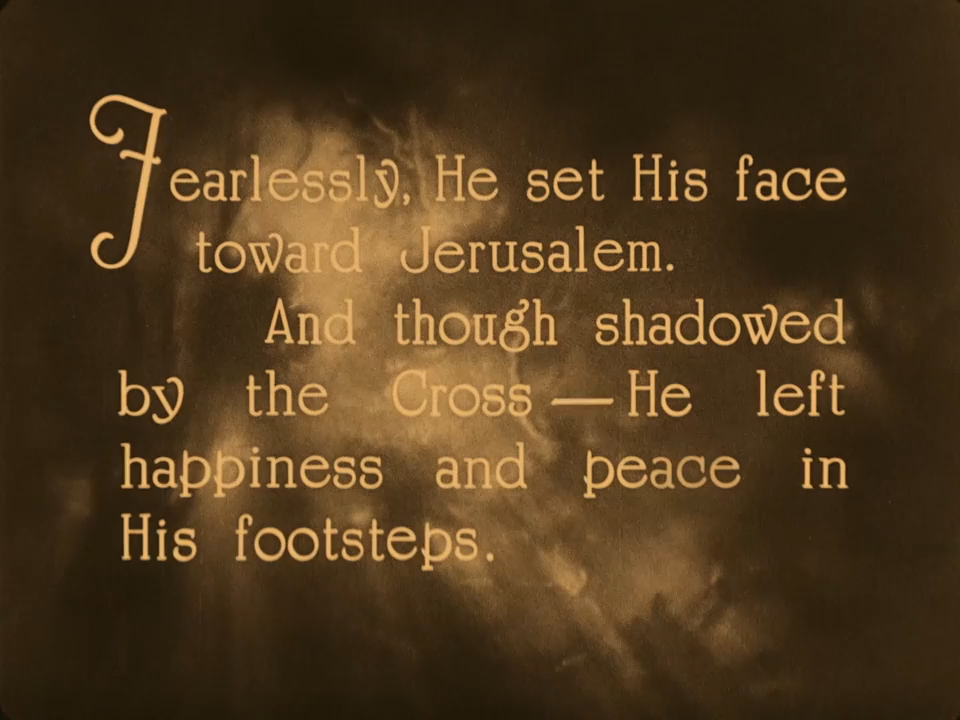 Fearlessly, He set His face
toward Jerusalem.
And though shadowed
by the Cross — He left
happiness and peace in
His footsteps.